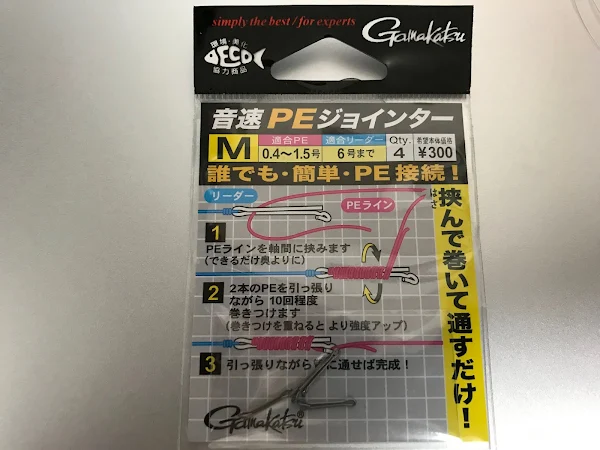 simply the best / for experts
Gamakatsu
環境・美化
DECO
協力商品
音速PEジョインター
M
適合PE
0.4〜1.5号
適合リーダー
6号まで
Qty.
4
希望本体価格
¥300
誰でも・簡単・PE接続!
挟んで巻いて通すだけ!
はさ
リーダー
PEライン
1
PEラインを軸間に挟みます
(できるだけ奥よりに)
2
2本のPEを引っ張り
ながら 10回程度
巻きつけます
(巻きつけを重ねると より強度アップ)
3
引っ張りながら に通せば完成!
Gamakatsu®